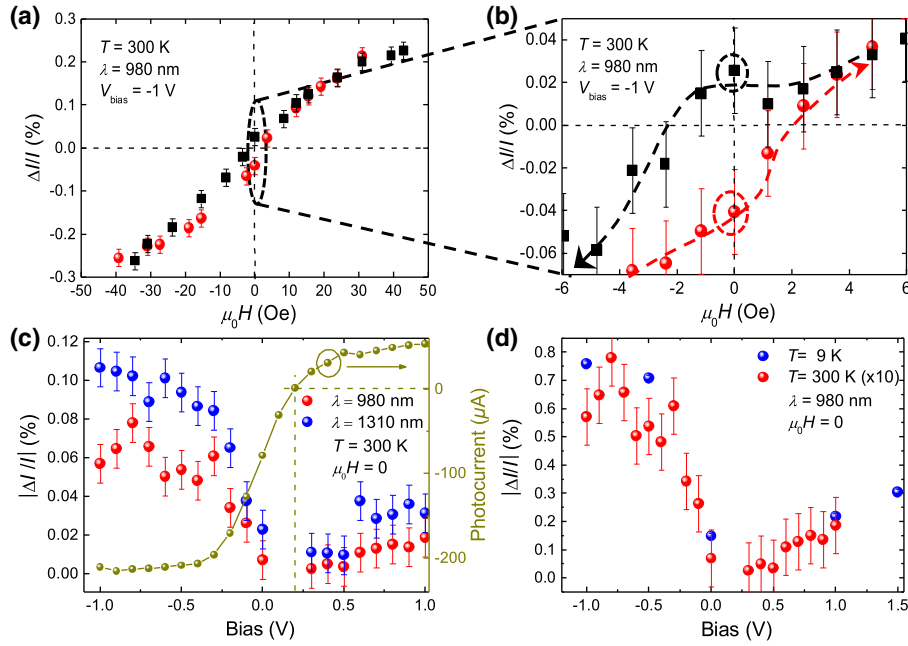 (a)
0.3
0.2
0.1
0.0
-0.1
-0.2
-0.3
ΔI/I (%)
T = 300 K
λ = 980 nm
V_bias = -1 V
-50 -40 -30 -20 -10 0 10 20 30 40 50
μ₀H (Oe)
(b)
0.04
0.02
0.00
-0.02
-0.04
-0.06
ΔI/I (%)
T = 300 K
λ = 980 nm
V_bias = -1 V
-6 -4 -2 0 2 4 6
μ₀H (Oe)
(c)
0.12
0.10
0.08
0.06
0.04
0.02
0.00
|ΔI /I| (%)
λ = 980 nm
λ = 1310 nm
T = 300 K
μ₀H = 0
0
-100
-200
Photocurrent (μA)
-1.0 -0.5 0.0 0.5 1.0
Bias (V)
(d)
0.8
0.7
0.6
0.5
0.4
0.3
0.2
0.1
0.0
|ΔI/I| (%)
T = 9 K
T = 300 K (x10)
λ = 980 nm
μ₀H = 0
-1.0 -0.5 0.0 0.5 1.0 1.5
Bias (V)